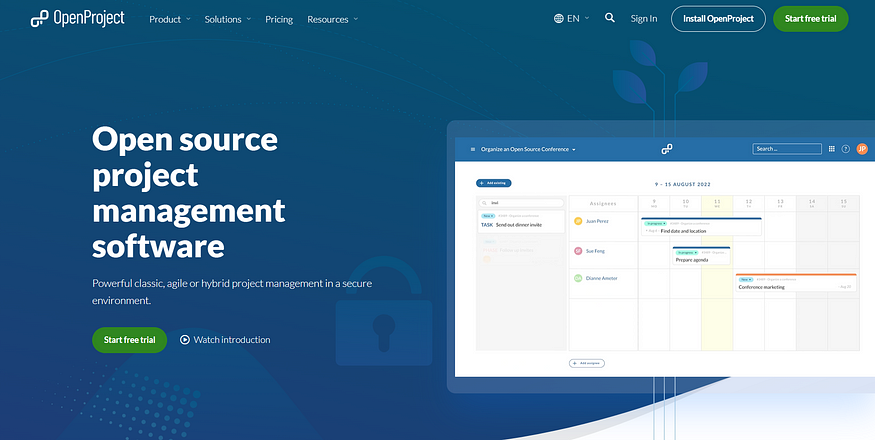 OpenProject
Product
Solutions
Pricing
Resources
EN
Sign In
Install OpenProject
Start free trial
Open source
project
management
software
Powerful classic, agile or hybrid project management in a secure
environment.
Start free trial
Watch introduction
Organize an Open Source Conference
Search ...
?
JP
+ Add existing
9 - 15 AUGUST 2022
Assignees
9
10
11
12
13
14
15
TASK Send out dinner invite
JP Juan Perez
Find date and location
Sue Feng
Prepare agenda
Dianne Ameter
Conference marketing
+ Add assignee